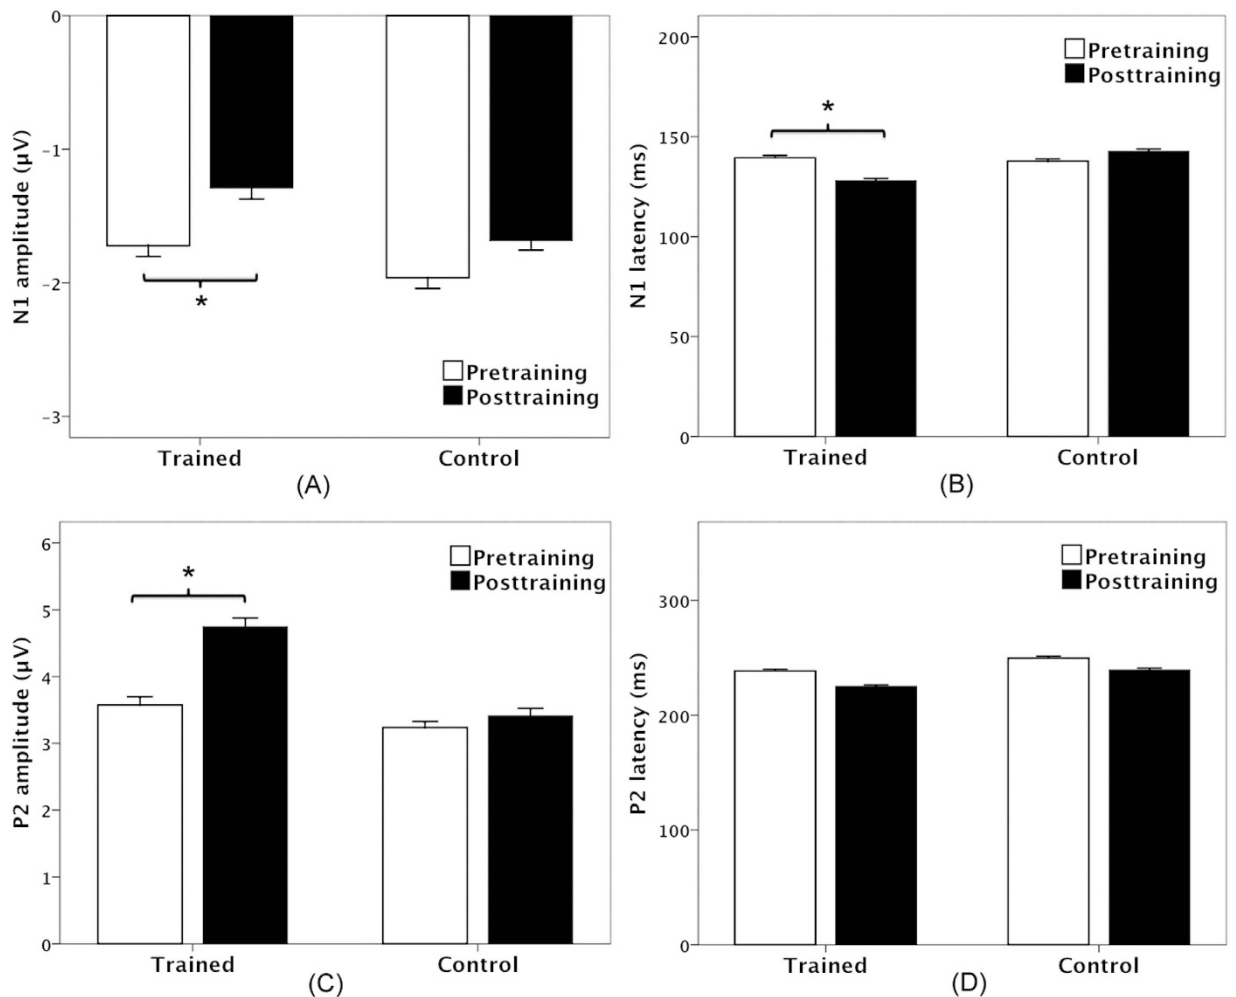 0
-1
-2
-3
N1 amplitude (µV)
*
Pretraining
Posttraining
Trained Control
(A)
200
150
100
50
0
N1 latency (ms)
Pretraining
Posttraining
*
Trained Control
(B)
6
5
4
3
2
1
0
P2 amplitude (µV)
Pretraining
Posttraining
*
Trained Control
(C)
300
200
100
0
P2 latency (ms)
Pretraining
Posttraining
Trained Control
(D)